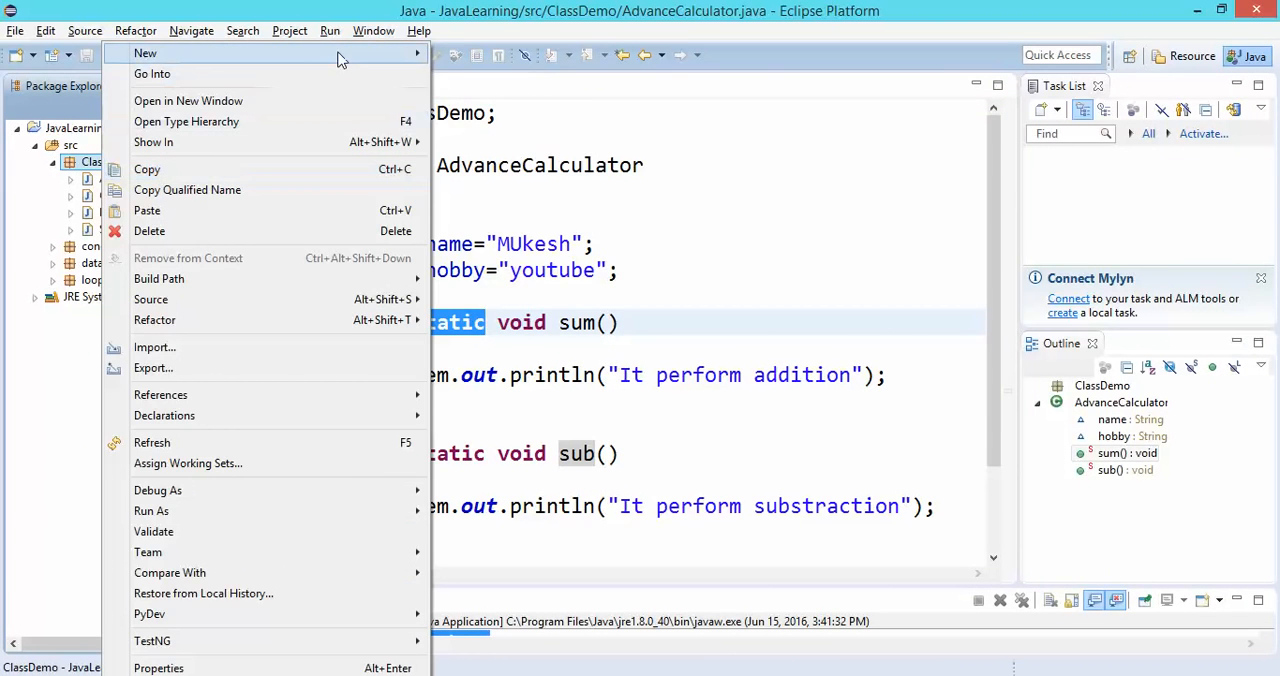 Java - JavaLearning/src/ClassDemo/AdvanceCalculator.java - Eclipse Platform
File Edit Source Refactor Navigate Search Project Run Window Help
Quick Access Resource Java
Package Explo
JavaLearnin
src
Clas
con
data
loop
JRE Syst
New
Go Into
Open in New Window
Open Type Hierarchy F4
Show In Alt+Shift+W
Copy Ctrl+C
Copy Qualified Name
Paste Ctrl+V
Delete Delete
Remove from Context Ctrl+Alt+Shift+Down
Build Path
Source Alt+Shift+S
Refactor Alt+Shift+T
Import...
Export...
References
Declarations
Refresh F5
Assign Working Sets...
Debug As
Run As
Validate
Team
Compare With
Restore from Local History...
PyDev
TestNG
Properties Alt+Enter
sDemo;
AdvanceCalculator
name="MUkesh";
hobby="youtube";
tatic void sum()
em.out.println("It perform addition");
tatic void sub()
em.out.println("It perform substraction");
Task List
Find All Activate...
Connect Mylyn
Connect to your task and ALM tools or
create a local task.
Outline
ClassDemo
AdvanceCalculator
name : String
hobby : String
sum() : void
sub() : void
va Application] C:\Program Files\Java\jre1.8.0_40\bin\javaw.exe (Jun 15, 2016, 3:41:32 PM)
ClassDemo - JavaLe